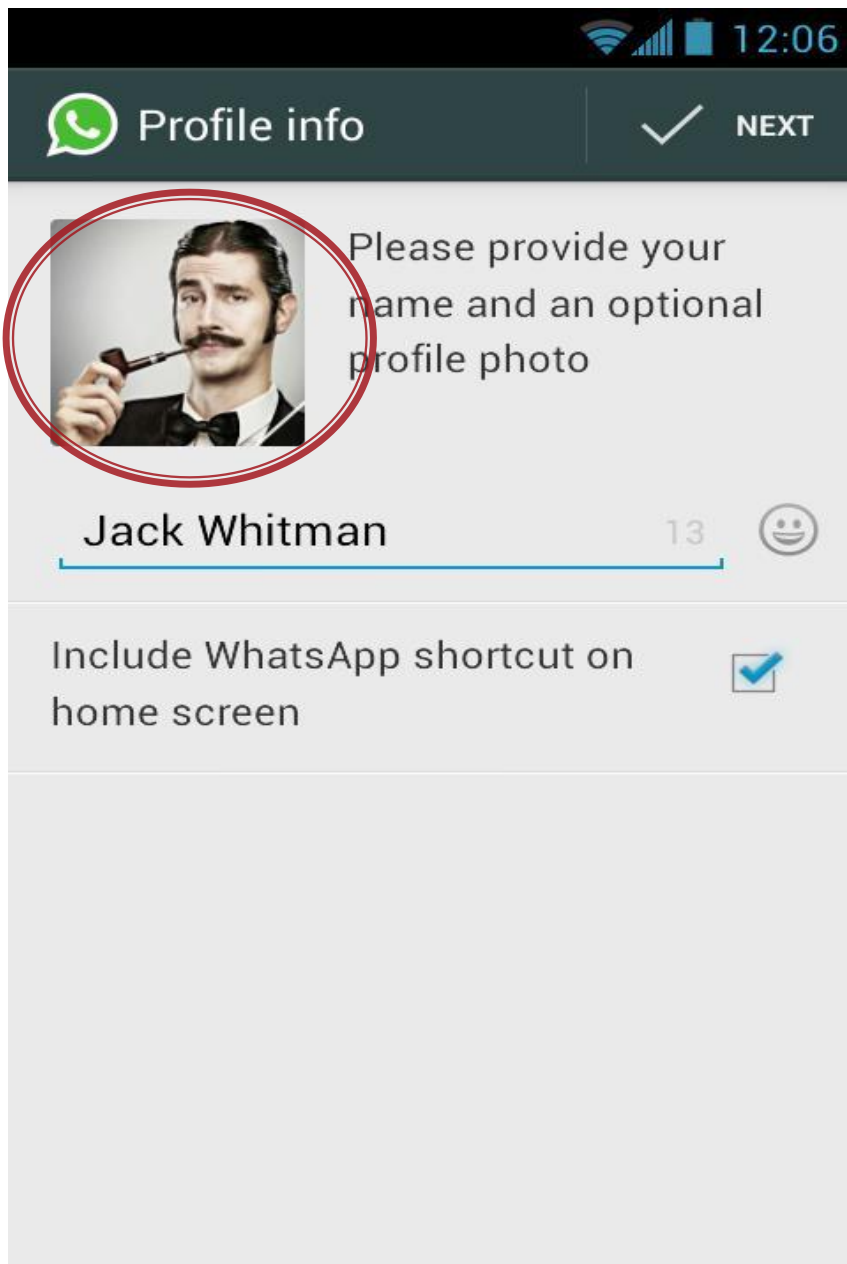 12:06
Profile info
NEXT
Please provide your
name and an optional
profile photo
Jack Whitman
13
Include WhatsApp shortcut on
home screen